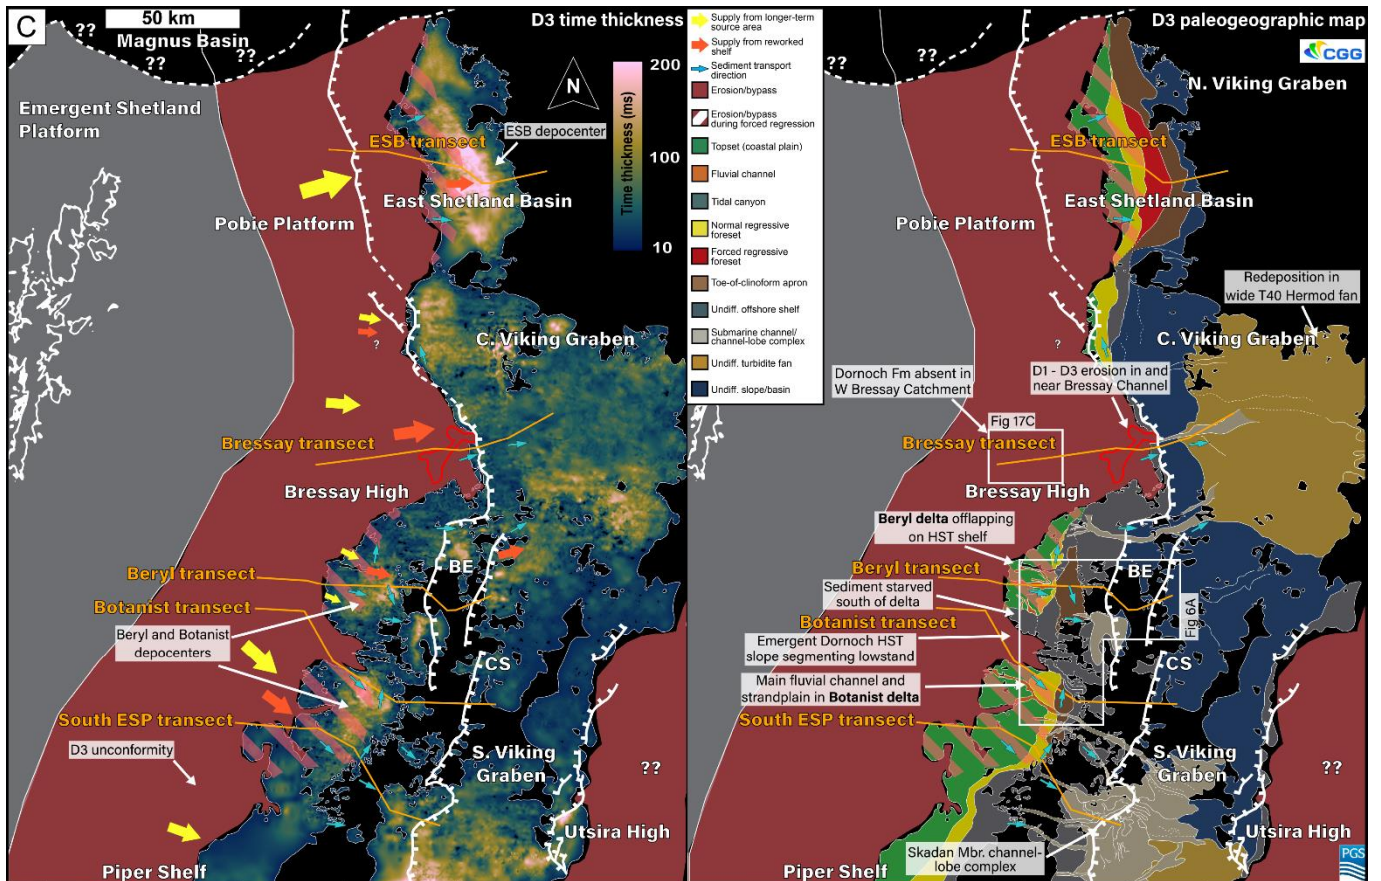 C
50 km
D3 time thickness
Magnus Basin
??
??
??
??
Emergent Shetland
Platform
N
200
100
10
Time thickness (ms)
ESB transect
ESB depocenter
East Shetland Basin
Pobie Platform
?
C. Viking Graben
Bressay transect
Bressay High
Beryl transect
BE
Botanist transect
Beryl and Botanist
depocenters
CS
South ESP transect
D3 unconformity
S. Viking
Graben
Utsira High
Piper Shelf
Supply from longer-term
source area
Supply from reworked
shelf
Sediment transport
direction
Erosion/bypass
Erosion/bypass
during forced regression
Topset (coastal plain)
Fluvial channel
Tidal canyon
Normal regressive
foreset
Forced regressive
foreset
Toe-of-clinoform apron
Undiff. offshore shelf
Submarine channel/
channel-lobe complex
Undiff. turbidite fan
Undiff. slope/basin
D3 paleogeographic map
CGG
??
??
N. Viking Graben
ESB transect
East Shetland Basin
Pobie Platform
Redeposition in
wide T40 Hermod fan
?
C. Viking Graben
Dornoch Fm absent in
W Bressay Catchment
D1 - D3 erosion in and
near Bressay Channel
Fig 17C
Bressay transect
Bressay High
Beryl delta offlapping
on HST shelf
Beryl transect
BE
Sediment starved
south of delta
Botanist transect
Fig 6A
Emergent Dornoch HST
slope segmenting lowstand
CS
Main fluvial channel and
strandplain in Botanist delta
South ESP transect
S. Viking
Graben
??
Utsira High
Skadan Mbr. channel-
lobe complex
Piper Shelf
PGS